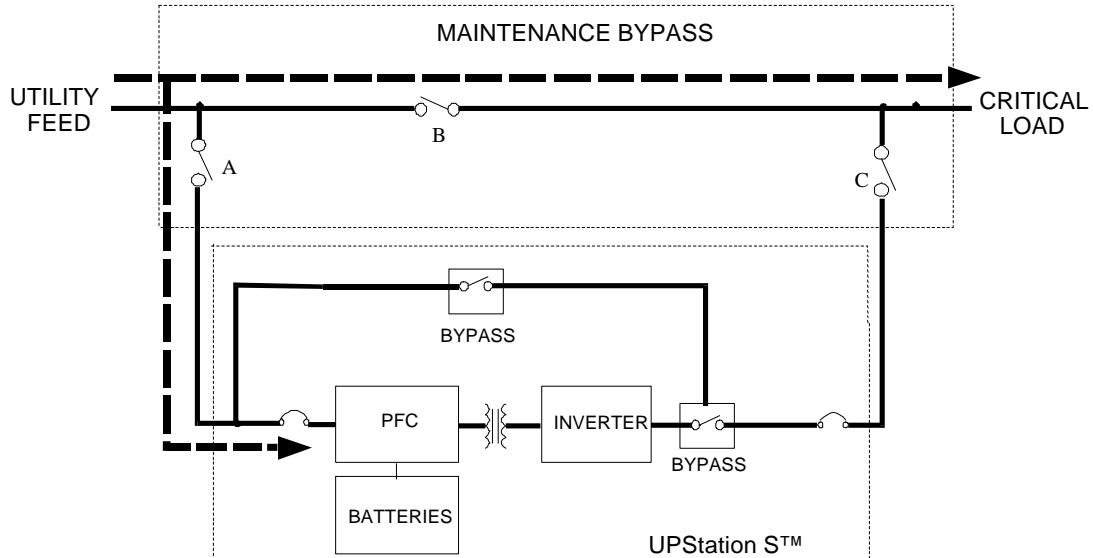 MAINTENANCE BYPASS
UTILITY
FEED
CRITICAL
LOAD
B
A
C
BYPASS
PFC
INVERTER
BYPASS
BATTERIES
UPStation S™